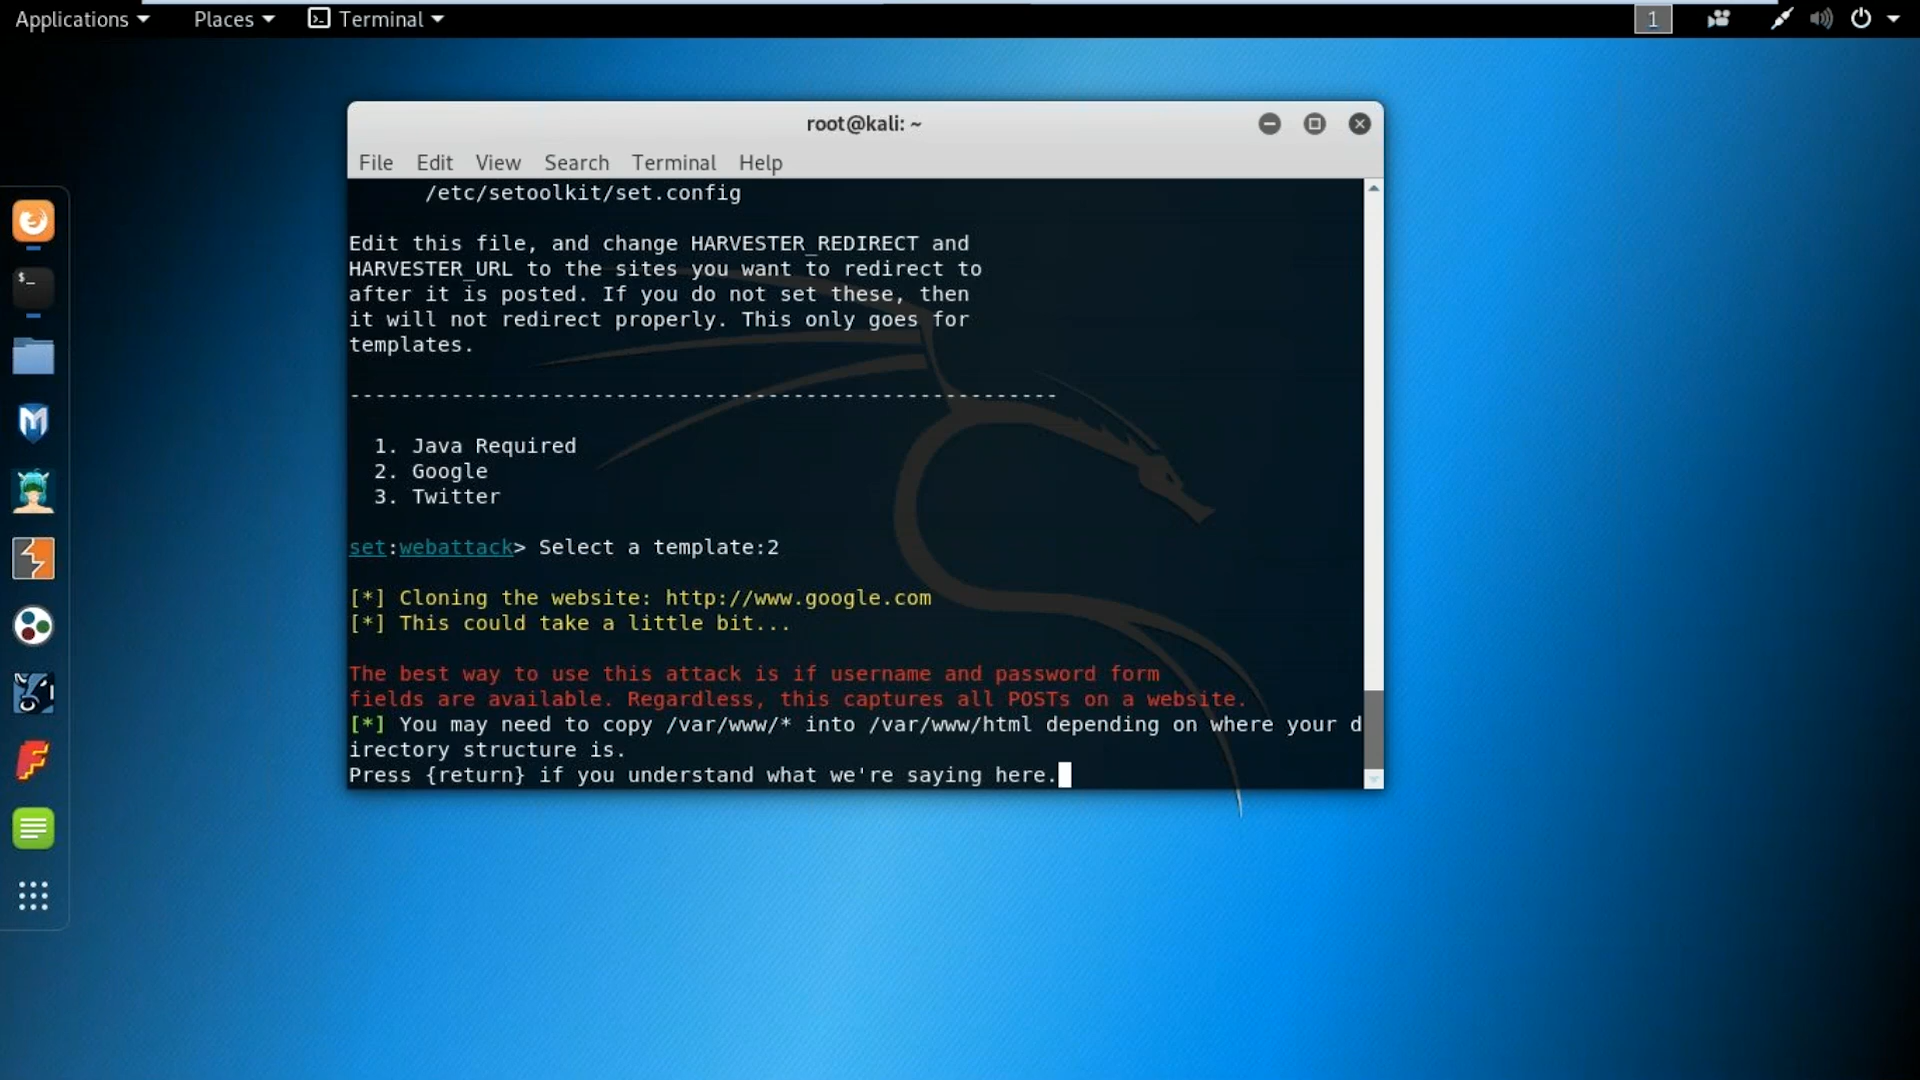 Applications Places Terminal 1
root@kali: ~
File Edit View Search Terminal Help
/etc/setoolkit/set.config
Edit this file, and change HARVESTER_REDIRECT and
HARVESTER_URL to the sites you want to redirect to
after it is posted. If you do not set these, then
it will not redirect properly. This only goes for
templates.
--------------------------------------------------------
1. Java Required
2. Google
3. Twitter
set:webattack> Select a template:2
[*] Cloning the website: http://www.google.com
[*] This could take a little bit...
The best way to use this attack is if username and password form
fields are available. Regardless, this captures all POSTs on a website.
[*] You may need to copy /var/www/* into /var/www/html depending on where your d
irectory structure is.
Press {return} if you understand what we're saying here.